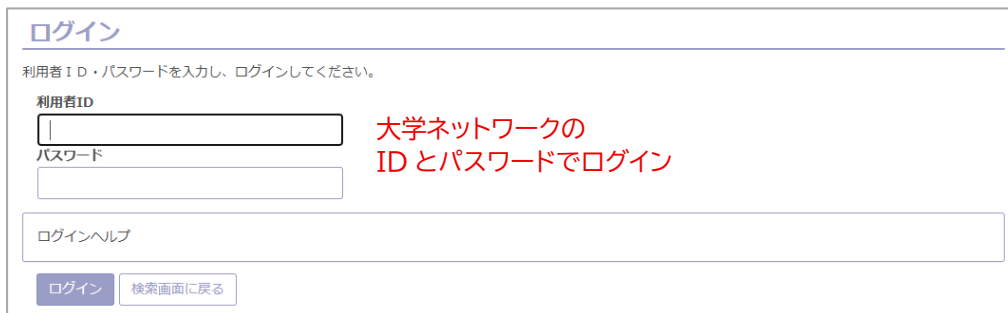 ログイン
利用者ＩＤ・パスワードを入力し、ログインしてください。
利用者ID
大学ネットワークの
パスワード
ID とパスワードでログイン
ログインヘルプ
ログイン 検索画面に戻る